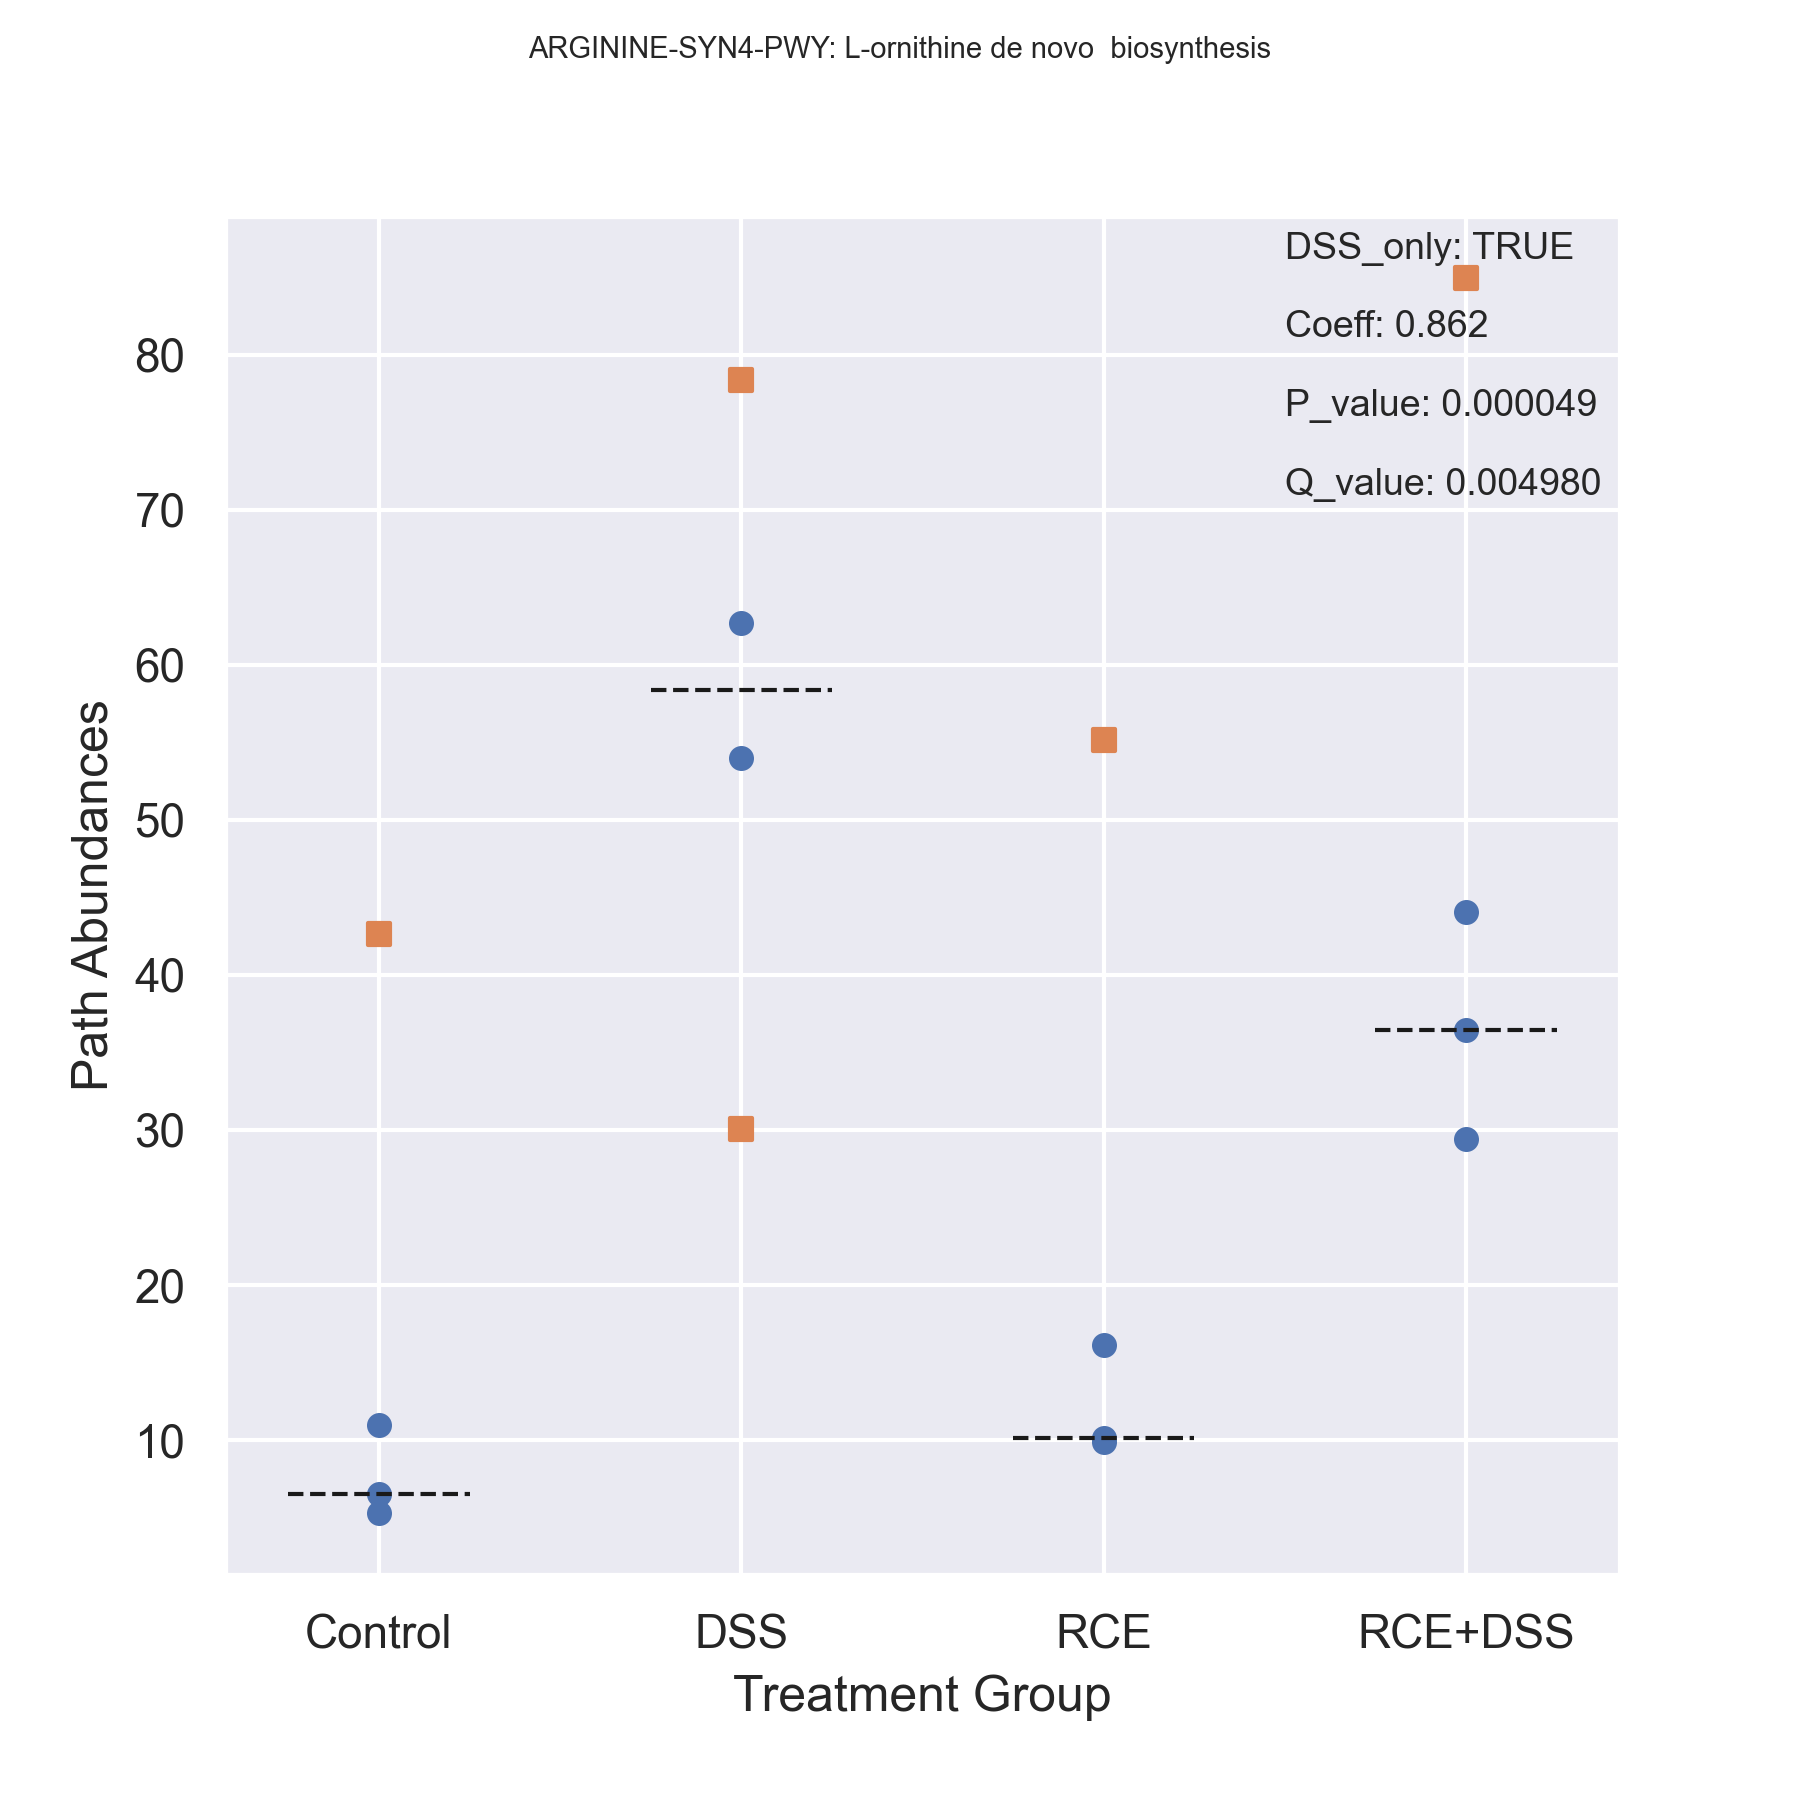 ARGININE-SYN4-PWY: L-ornithine de novo  biosynthesis
DSS_only: TRUE
Coeff: 0.862
P_value: 0.000049
Q_value: 0.004980
80
70
60
50
40
30
20
10
Path Abundances
Control DSS RCE RCE+DSS
Treatment Group